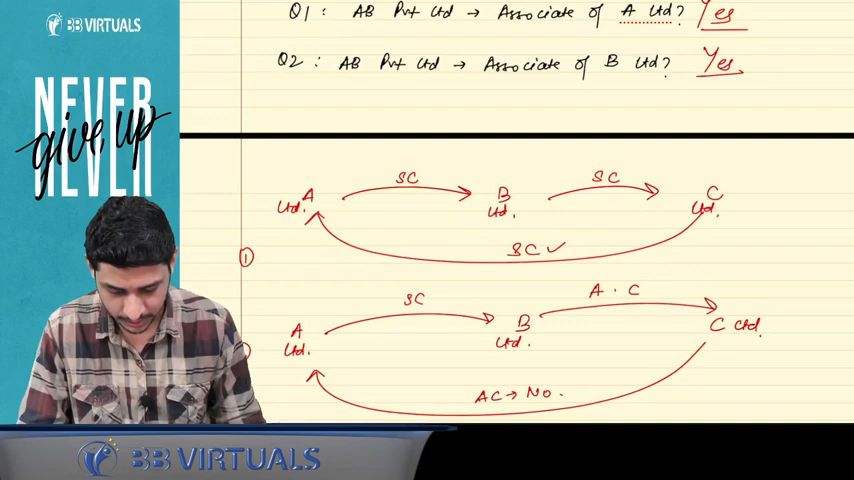 BB VIRTUALS
NEVER
give up
NEVER
Q1 : AB Pvt Ltd → Associate of A Ltd? Yes
Q2 : AB Pvt Ltd → Associate of B Ltd? Yes
SC SC
A B C
Ltd. Ltd. Ltd.
SC ✓
①
SC A · C
A B C Ltd.
Ltd. Ltd.
AC → No.
BB VIRTUALS